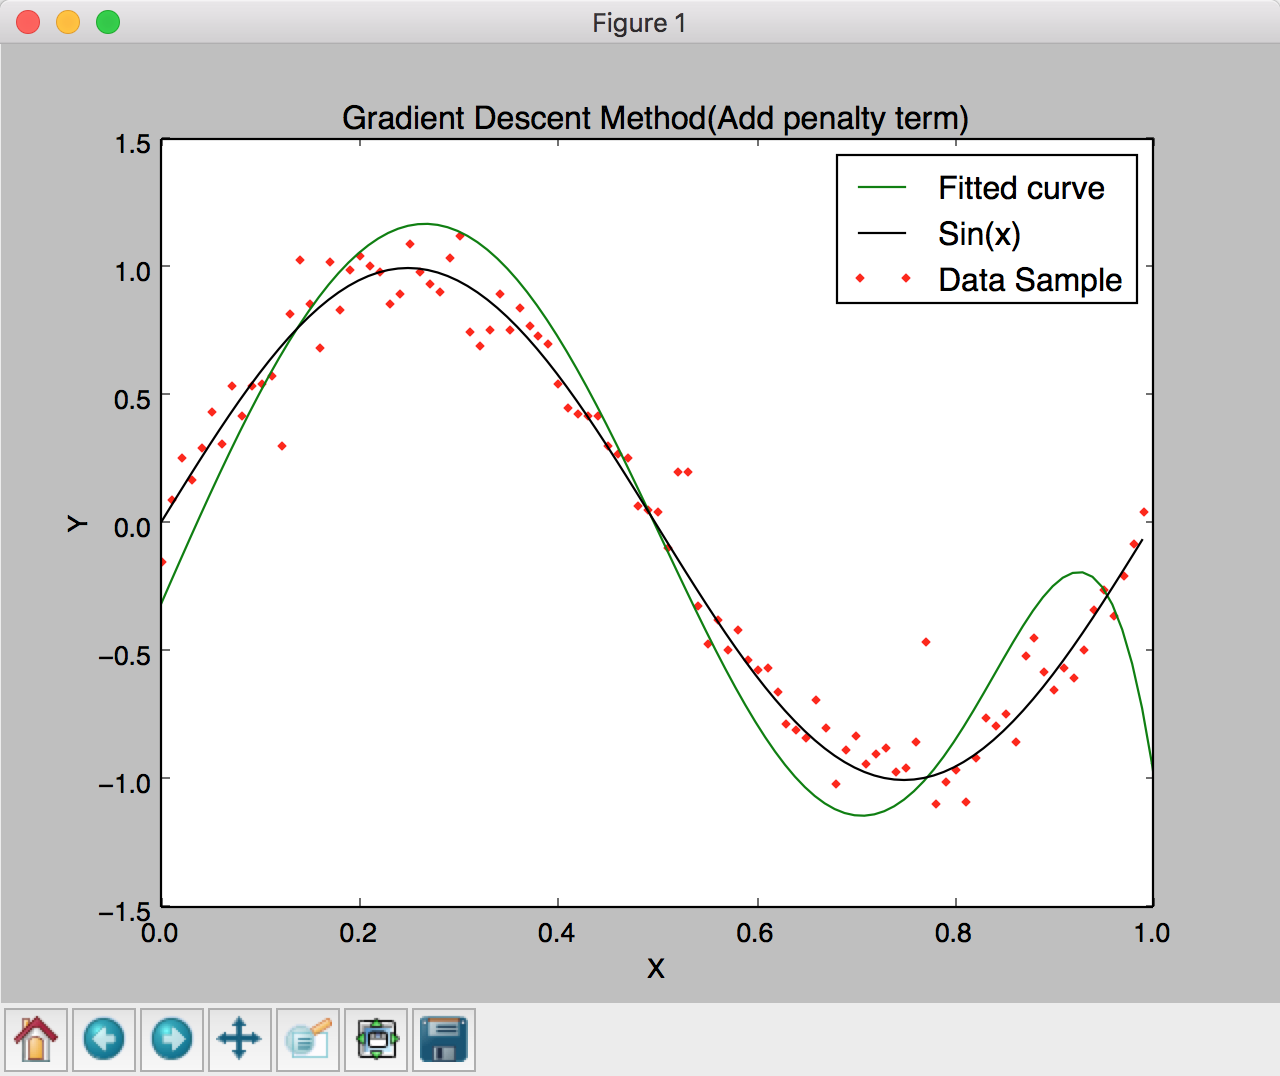 Figure 1
Gradient Descent Method(Add penalty term)
Fitted curve
Sin(x)
Data Sample
1.5
1.0
0.5
0.0
−0.5
−1.0
−1.5
Y
0.0 0.2 0.4 0.6 0.8 1.0
X